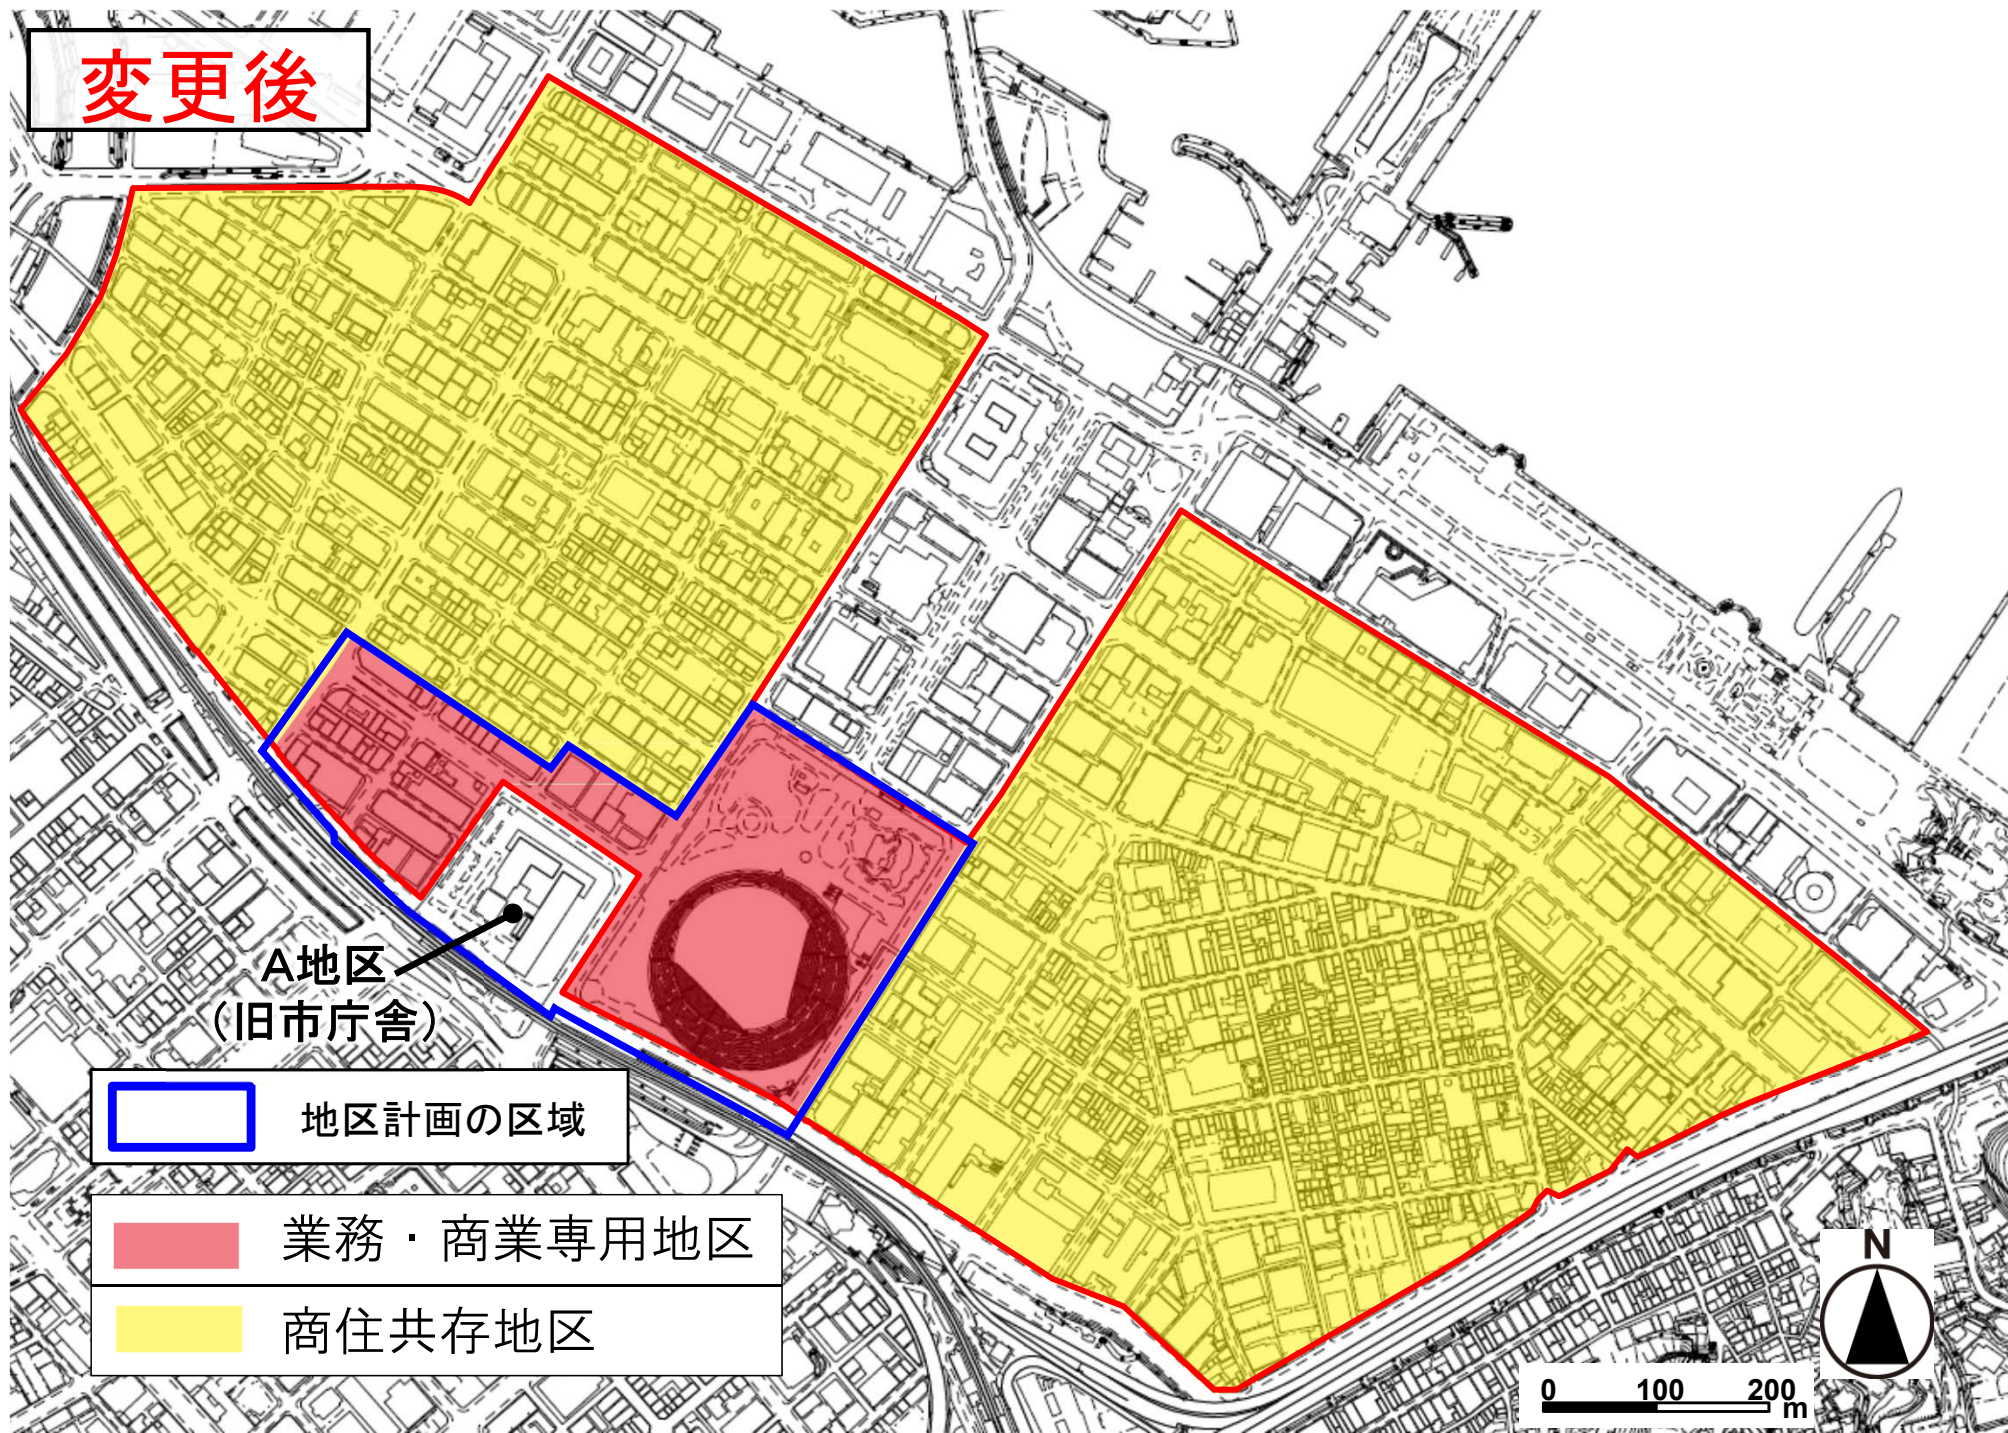 変更後
A地区
（旧市庁舎）
地区計画の区域
業務・商業専用地区
商住共存地区
N
0 100 200
m